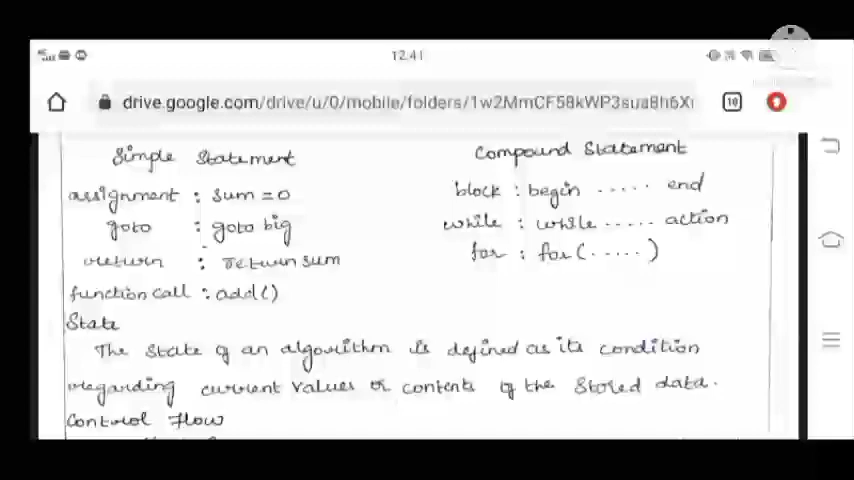 12.41
drive.google.com/drive/u/0/mobile/folders/1w2MmCF58kWP3sua8h6X
10
Simple Statement
Compound Statement
assignment : sum = 0
block : begin ..... end
goto : goto big
while : while ..... action
return : return sum
for : for (.....)
function call : add()
State
The State of an algorithm is defined as its condition
regarding current values or contents of the Stored data.
Control Flow